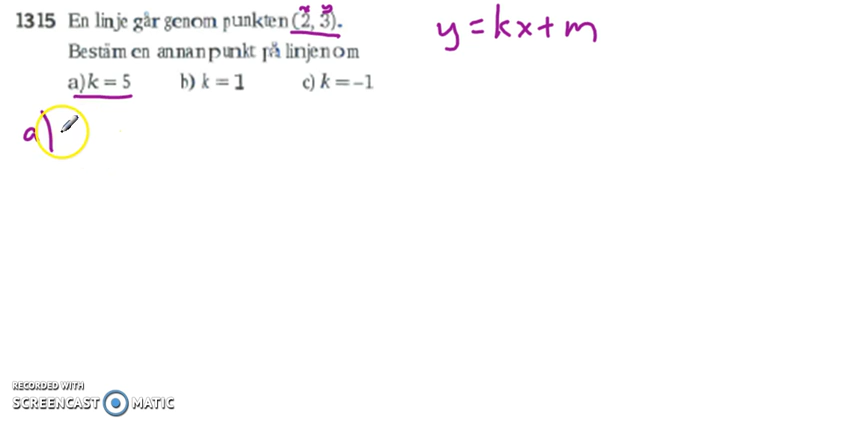 1315 En linje går genom punkten (2, 3).
x y
y = kx + m
Bestäm en annan punkt på linjen om
a) k = 5 b) k = 1 c) k = −1
a)
RECORDED WITH
SCREENCAST MATIC